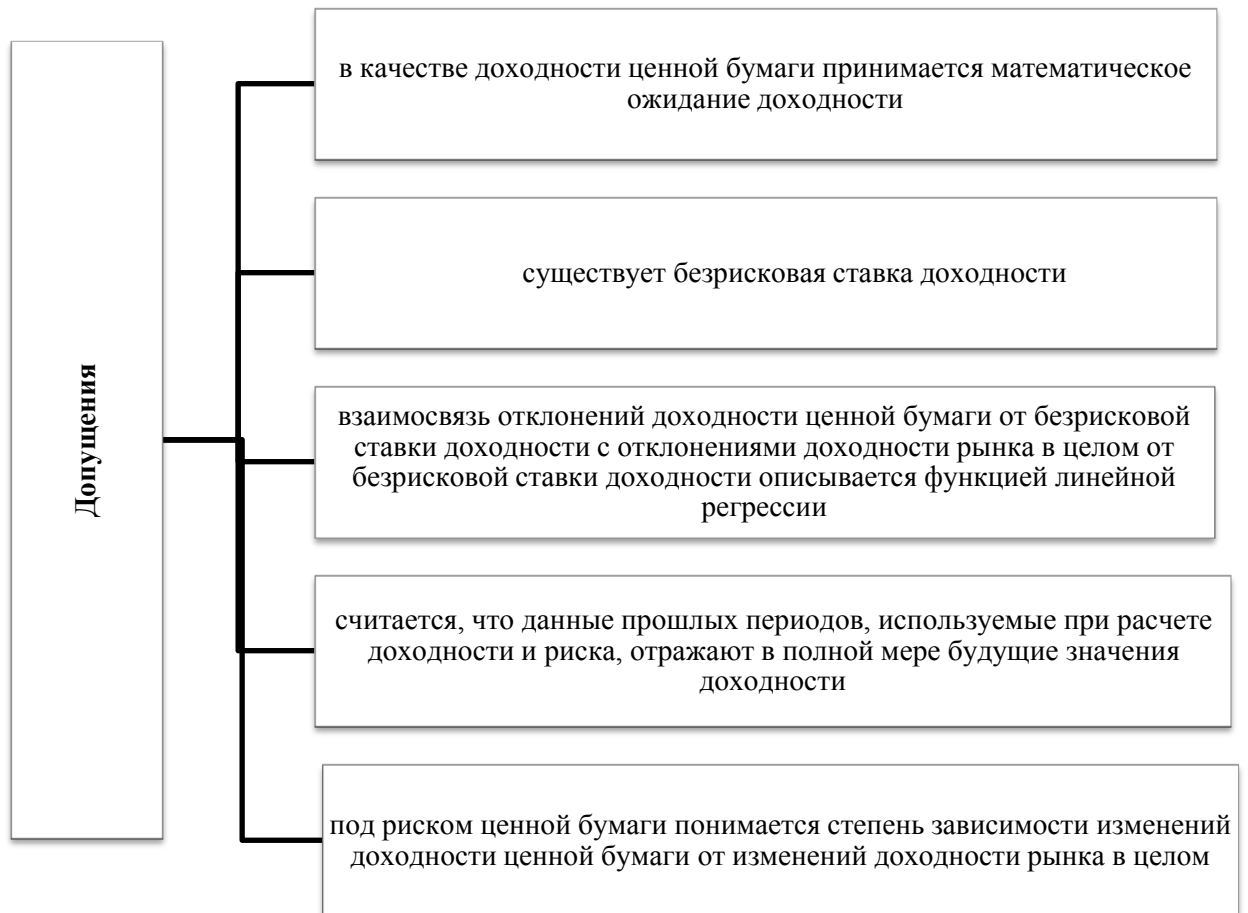 Допущения
в качестве доходности ценной бумаги принимается математическое
ожидание доходности
существует безрисковая ставка доходности
взаимосвязь отклонений доходности ценной бумаги от безрисковой
ставки доходности с отклонениями доходности рынка в целом от
безрисковой ставки доходности описывается функцией линейной
регрессии
считается, что данные прошлых периодов, используемые при расчете
доходности и риска, отражают в полной мере будущие значения
доходности
под риском ценной бумаги понимается степень зависимости изменений
доходности ценной бумаги от изменений доходности рынка в целом